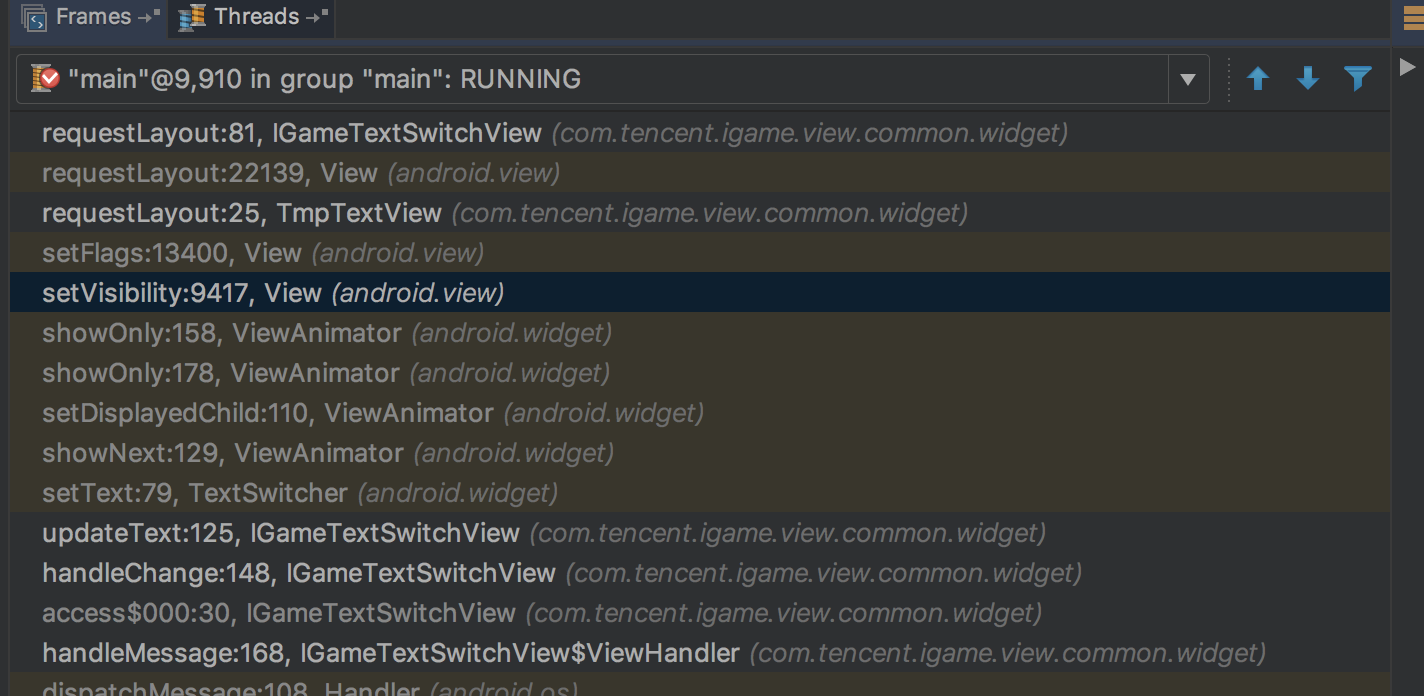 Frames Threads
"main"@9,910 in group "main": RUNNING
requestLayout:81, IGameTextSwitchView (com.tencent.igame.view.common.widget)
requestLayout:22139, View (android.view)
requestLayout:25, TmpTextView (com.tencent.igame.view.common.widget)
setFlags:13400, View (android.view)
setVisibility:9417, View (android.view)
showOnly:158, ViewAnimator (android.widget)
showOnly:178, ViewAnimator (android.widget)
setDisplayedChild:110, ViewAnimator (android.widget)
showNext:129, ViewAnimator (android.widget)
setText:79, TextSwitcher (android.widget)
updateText:125, IGameTextSwitchView (com.tencent.igame.view.common.widget)
handleChange:148, IGameTextSwitchView (com.tencent.igame.view.common.widget)
access$000:30, IGameTextSwitchView (com.tencent.igame.view.common.widget)
handleMessage:168, IGameTextSwitchView$ViewHandler (com.tencent.igame.view.common.widget)
dispatchMessage:108, Handler (android.os)